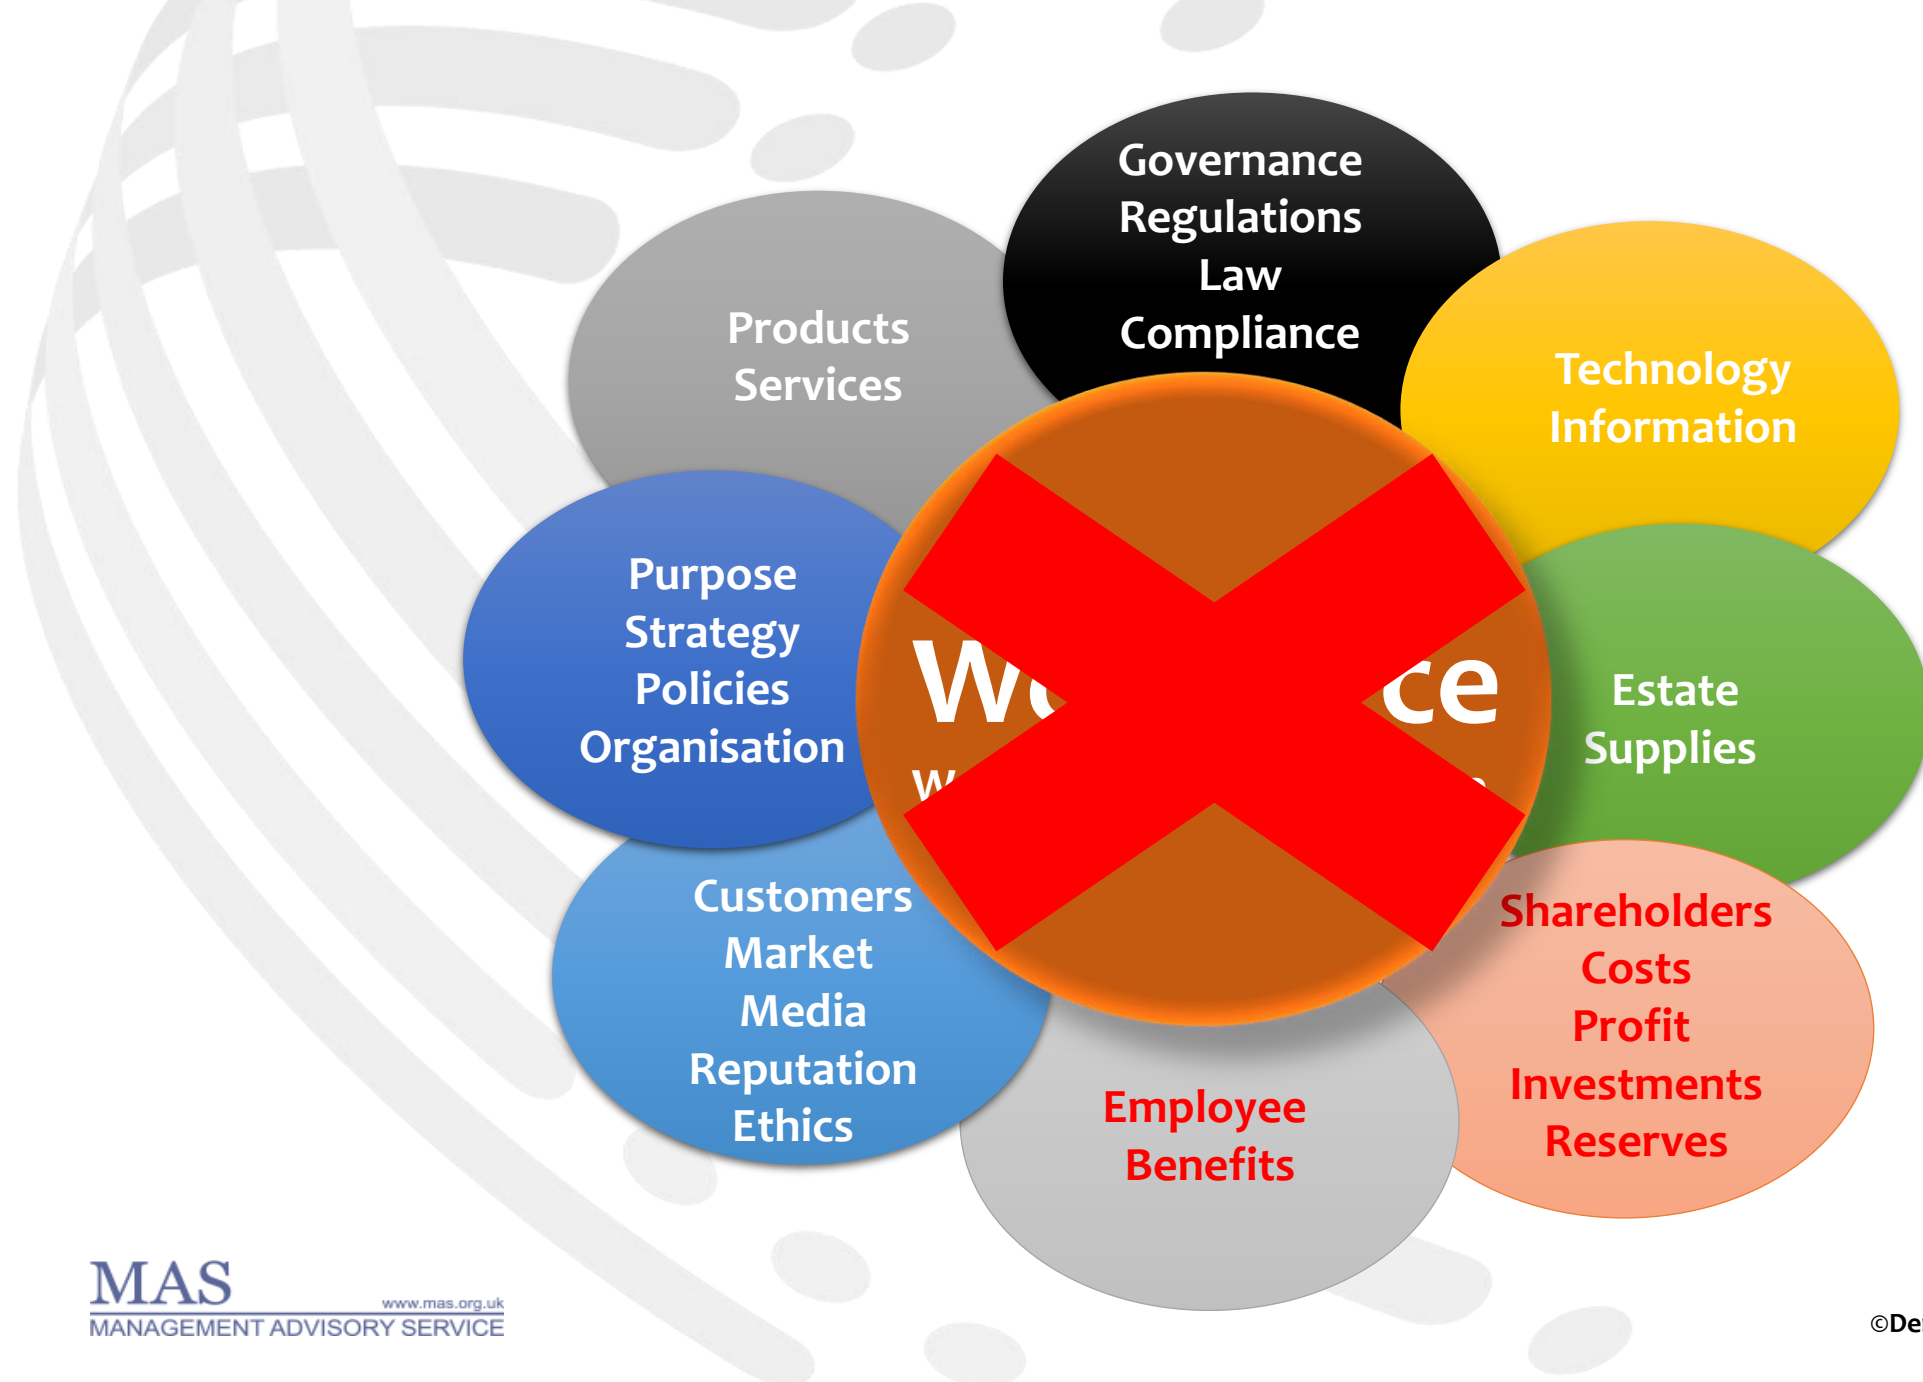 Governance
Regulations
Law
Compliance
Products
Services
Technology
Information
Purpose
Strategy
Policies
Organisation
Estate
Supplies
Customers
Market
Media
Reputation
Ethics
Shareholders
Costs
Profit
Investments
Reserves
Employee
Benefits
MAS
www.mas.org.uk
MANAGEMENT ADVISORY SERVICE